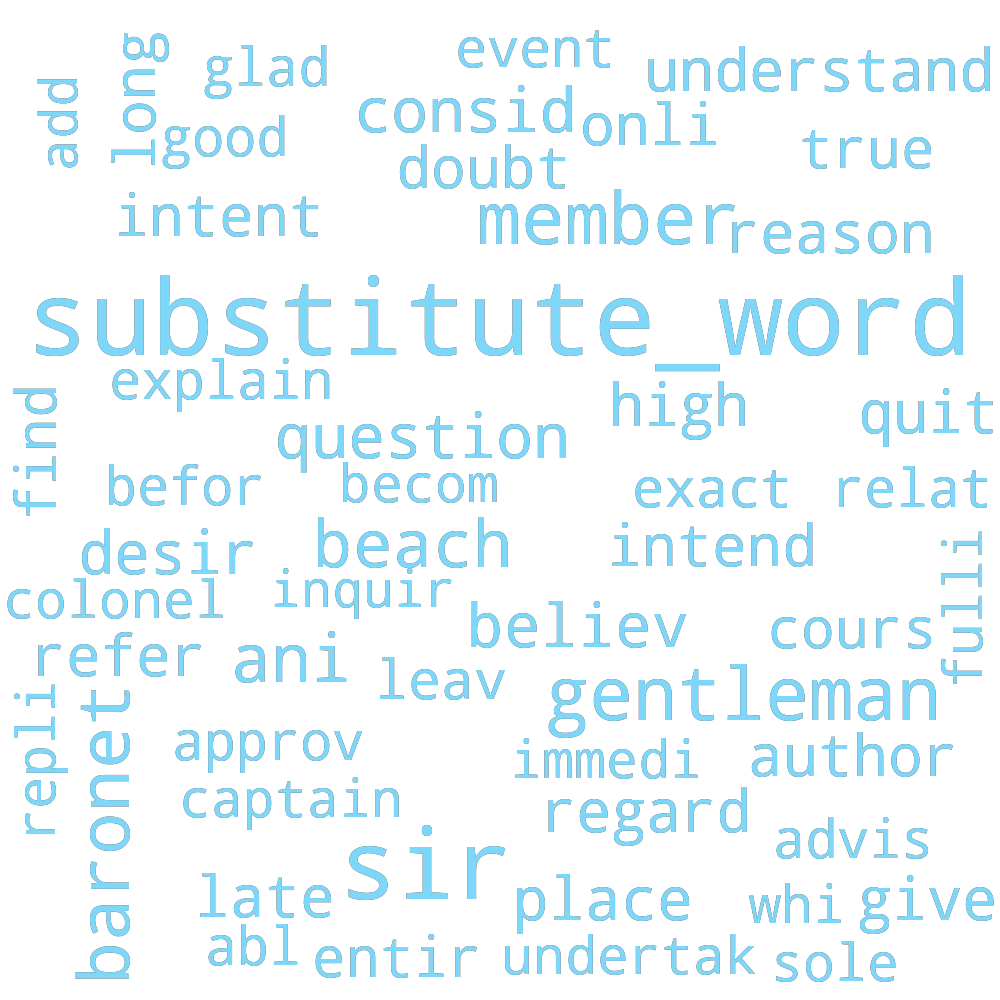 event
understand
glad
long
add
consid
onli
good
true
doubt
intent
member
reason
substitute_word
explain
high
quit
find
question
befor
becom
exact
relat
beach
intend
desir
fulli
inquir
colonel
believ
cours
refer
ani
leav
gentleman
repli
baronet
approv
immedi
author
captain
regard
advis
sir
late
place
whi
give
abl
entir
undertak
sole